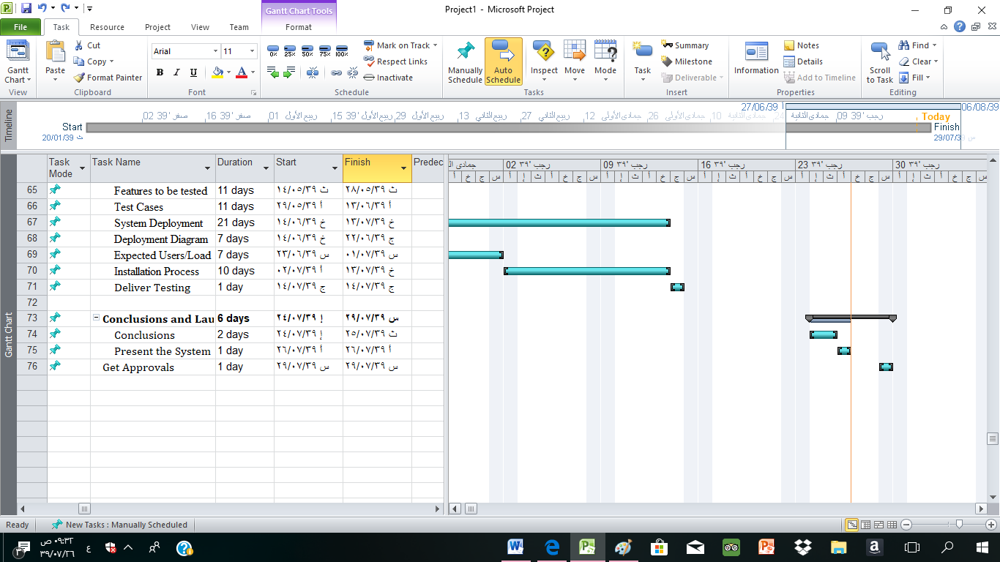 Project1 - Microsoft Project
Gantt Chart Tools
File Task Resource Project View Team Format
Gantt Chart
Paste
Cut
Copy
Format Painter
Arial 11
B I U A
0% 25% 50% 75% 100%
Mark on Track
Respect Links
Inactivate
Manually Schedule
Auto Schedule
Inspect
Move
Mode
Task
Summary
Milestone
Deliverable
Information
Notes
Details
Add to Timeline
Scroll to Task
Find
Clear
Fill
View Clipboard Font Schedule Tasks Insert Properties Editing
Timeline
أ 27/06/39
06/08/39
صفر '39 02
صفر '39 16
ربيع الأول 01
ربيع الأول '39 15
ربيع الأول 29
ربيع الثاني 13
ربيع الثاني 27
جمادى الأولى 12
جمادى الأولى 26
جمادى الثانية 10
جمادى الثانية 24
رجب '39 09
Today
Start
ث 20/01/39
Finish
س 29/07/39
Gantt Chart
Task Mode Task Name Duration Start Finish Predec
رجب '٣٩ 02
رجب '٣٩ 09
رجب '٣٩ 16
رجب '٣٩ 23
رجب '٣٩ 30
أ خ ج س أ إ ث أ خ ج س أ إ ث أ خ ج س أ إ ث أ خ ج س أ إ ث أ خ ج س أ إ ث أ خ ج س
65 Features to be tested 11 days ث ١٤/٠٥/٣٩ ث ٢٨/٠٥/٣٩
66 Test Cases 11 days أ ٢٩/٠٥/٣٩ أ ١٣/٠٦/٣٩
67 System Deployment 21 days خ ١٤/٠٦/٣٩ خ ١٣/٠٧/٣٩
68 Deployment Diagram 7 days خ ١٤/٠٦/٣٩ ج ٢٢/٠٦/٣٩
69 Expected Users/Load 7 days س ٢٣/٠٦/٣٩ س ٠١/٠٧/٣٩
70 Installation Process 10 days أ ٠٢/٠٧/٣٩ خ ١٣/٠٧/٣٩
71 Deliver Testing 1 day ج ١٤/٠٧/٣٩ ج ١٤/٠٧/٣٩
72
73 Conclusions and Lau 6 days إ ٢٤/٠٧/٣٩ س ٢٩/٠٧/٣٩
74 Conclusions 2 days إ ٢٤/٠٧/٣٩ ث ٢٥/٠٧/٣٩
75 Present the System 1 day أ ٢٦/٠٧/٣٩ أ ٢٦/٠٧/٣٩
76 Get Approvals 1 day س ٢٩/٠٧/٣٩ س ٢٩/٠٧/٣٩
Ready New Tasks : Manually Scheduled
٠٩:٣٢ ص
٣٩/٠٧/٢٦
ع